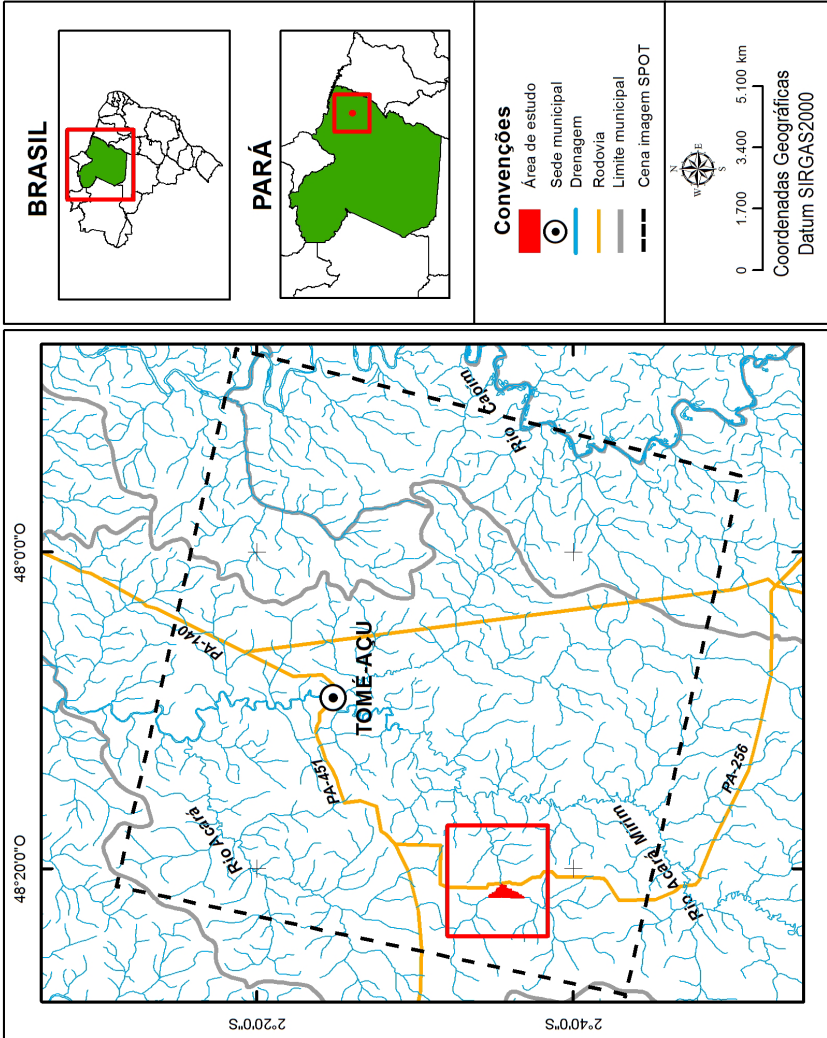 BRASIL
PARÁ
Convenções
Área de estudo
Sede municipal
Drenagem
Rodovia
Limite municipal
Cena imagem SPOT
N
W E
S
0 1.700 3.400 5.100 km
Coordenadas Geográficas
Datum SIRGAS2000
48°20'0"O 48°0'0"O
2°20'0"S
2°40'0"S
PA-140
TOMÉ-AÇU
PA-451
Rio Acará
Rio Capim
Rio Acará Mirim
PA-256